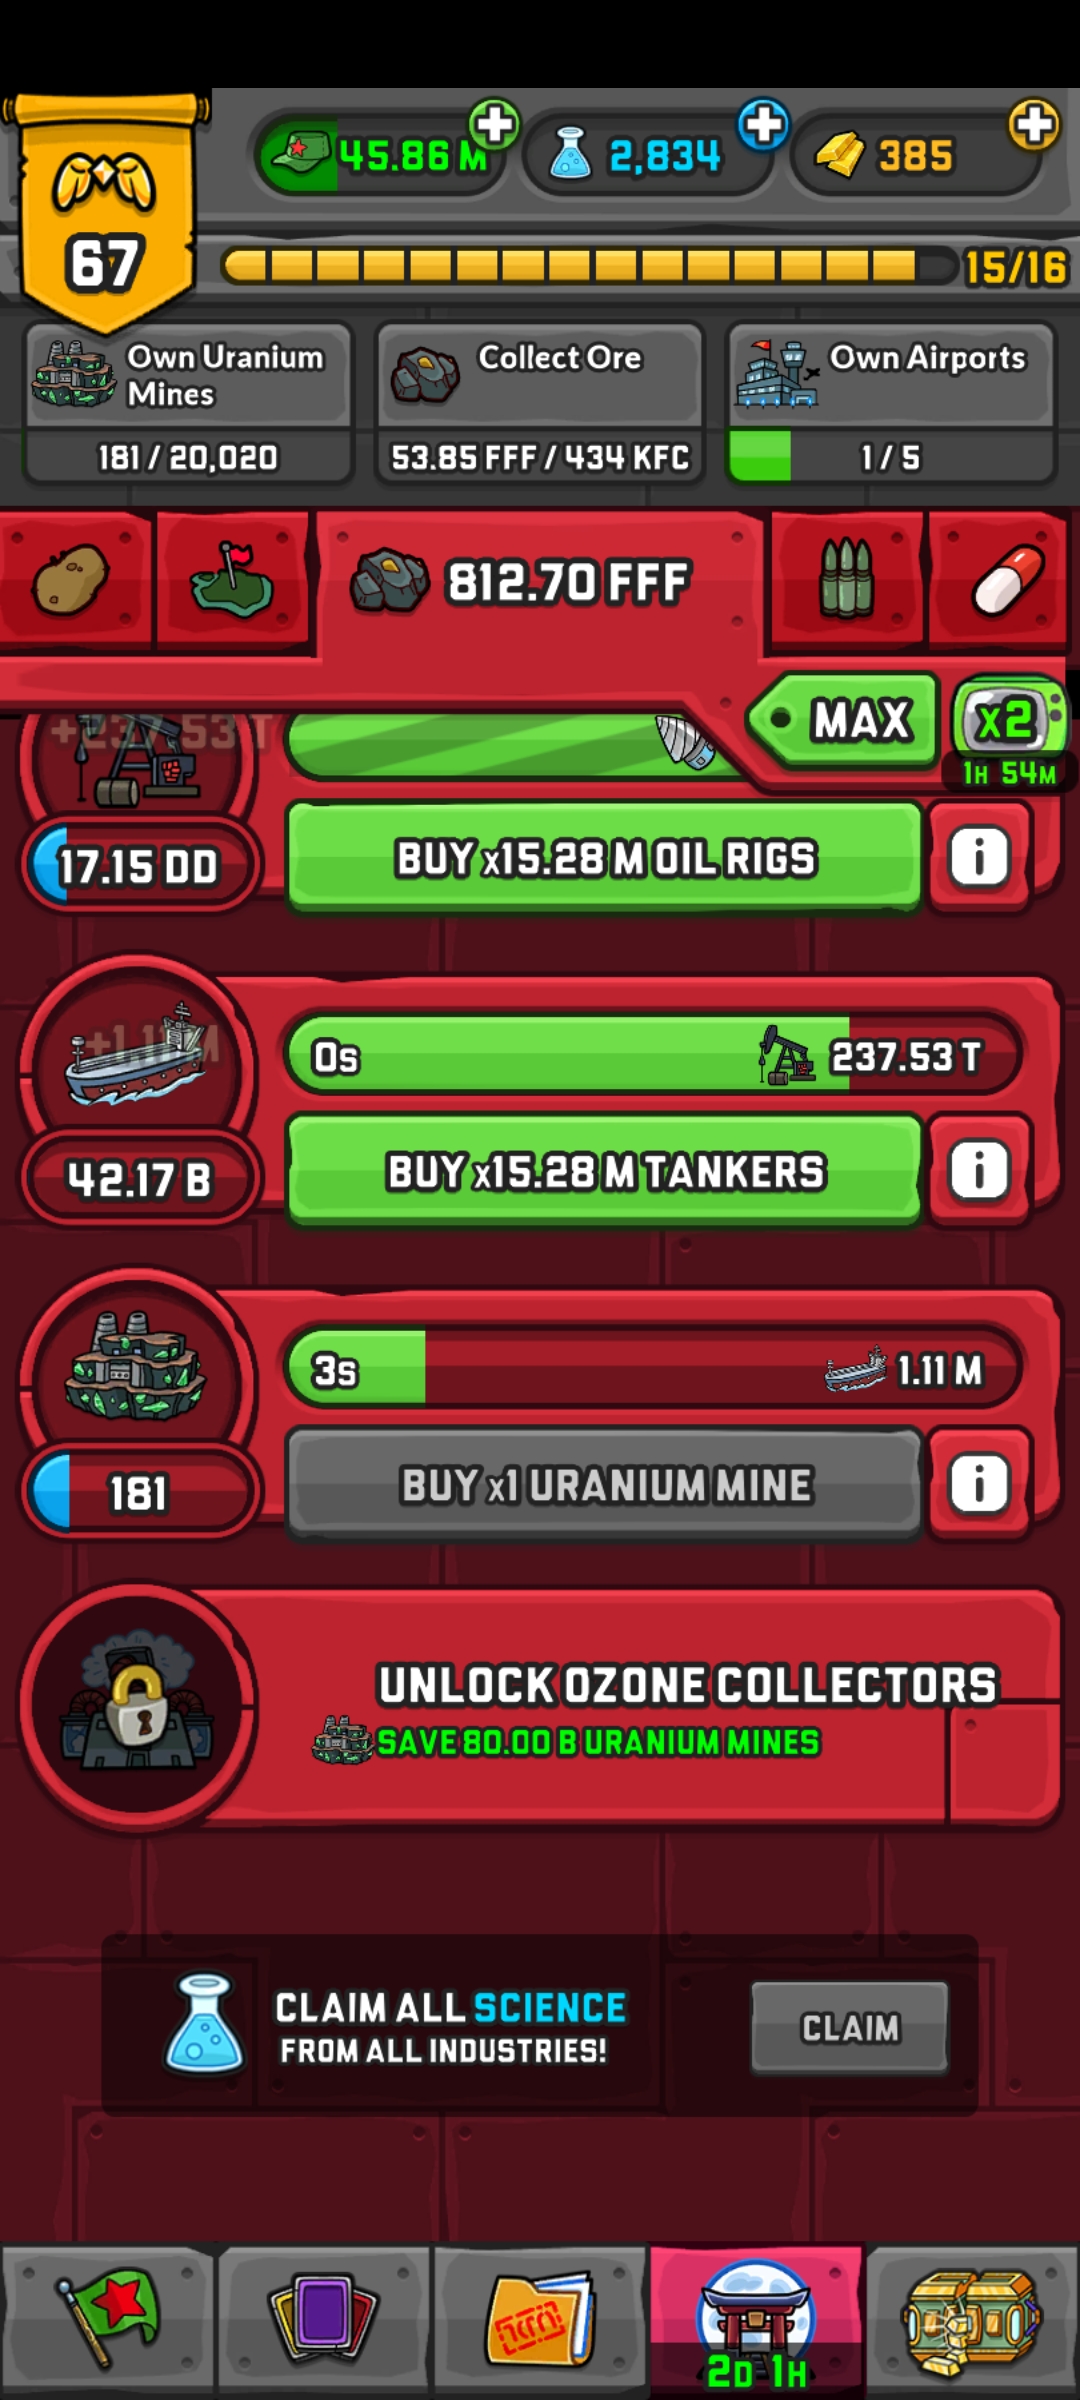 45.86 M
2,834
385
67
15/16
Own Uranium
Mines
181 / 20,020
Collect Ore
53.85 FFF / 434 KFC
Own Airports
1 / 5
812.70 FFF
MAX
x2
1H 54M
+237.53 T
17.15 DD
BUY x15.28 M OIL RIGS
i
+1.11 M
0s
237.53 T
42.17 B
BUY x15.28 M TANKERS
i
3s
1.11 M
181
BUY x1 URANIUM MINE
i
UNLOCK OZONE COLLECTORS
SAVE 80.00 B URANIUM MINES
CLAIM ALL SCIENCE
FROM ALL INDUSTRIES!
CLAIM
2D 1H